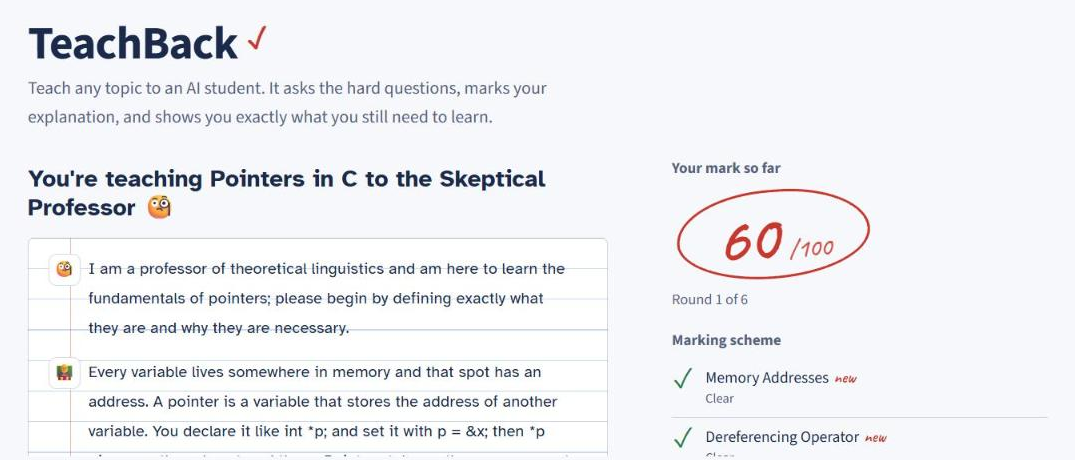 TeachBack ✓
Teach any topic to an AI student. It asks the hard questions, marks your
explanation, and shows you exactly what you still need to learn.
You're teaching Pointers in C to the Skeptical
Professor 🧐
I am a professor of theoretical linguistics and am here to learn the
fundamentals of pointers; please begin by defining exactly what
they are and why they are necessary.
Every variable lives somewhere in memory and that spot has an
address. A pointer is a variable that stores the address of another
variable. You declare it like int *p; and set it with p = &x; then *p
Your mark so far
60 /100
Round 1 of 6
Marking scheme
Memory Addresses new
Clear
Dereferencing Operator new